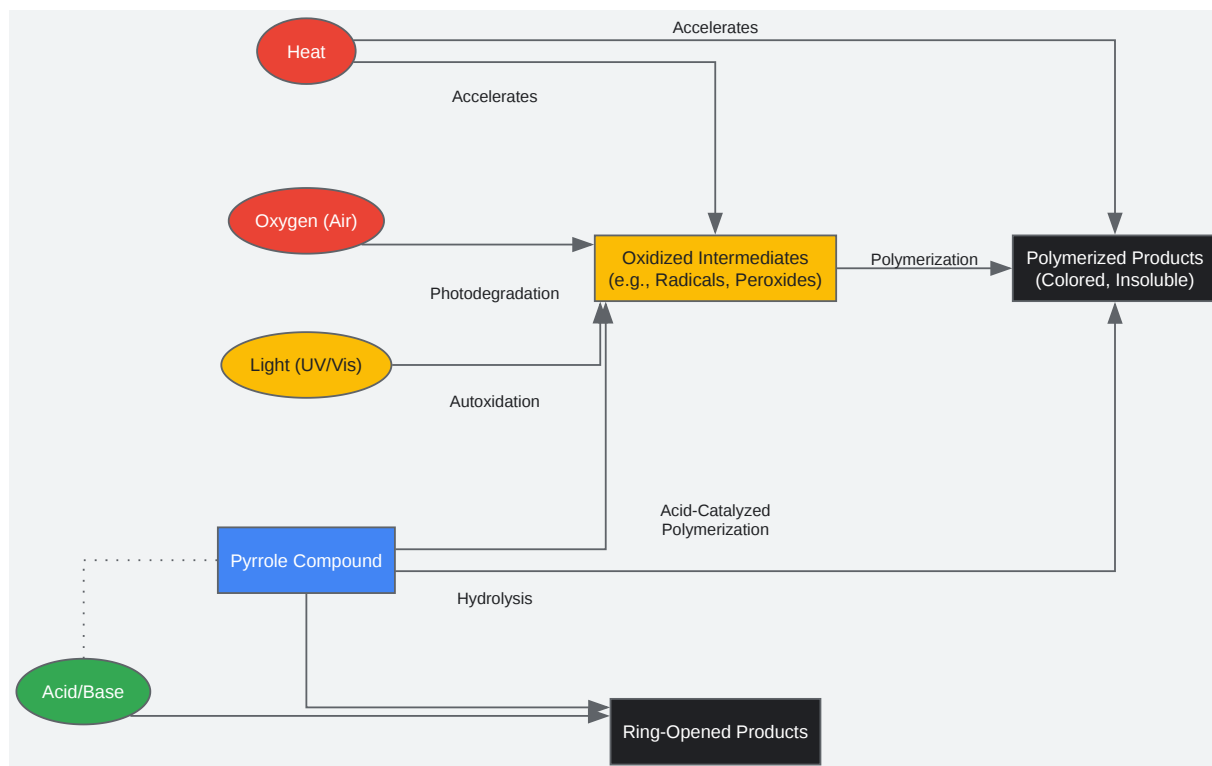 Accelerates
Heat
Accelerates
Oxygen (Air)
Oxidized Intermediates
(e.g., Radicals, Peroxides)
Polymerization
Polymerized Products
(Colored, Insoluble)
Photodegradation
Light (UV/Vis)
Autoxidation
Acid-Catalyzed
Polymerization
Pyrrole Compound
Hydrolysis
Acid/Base
Ring-Opened Products